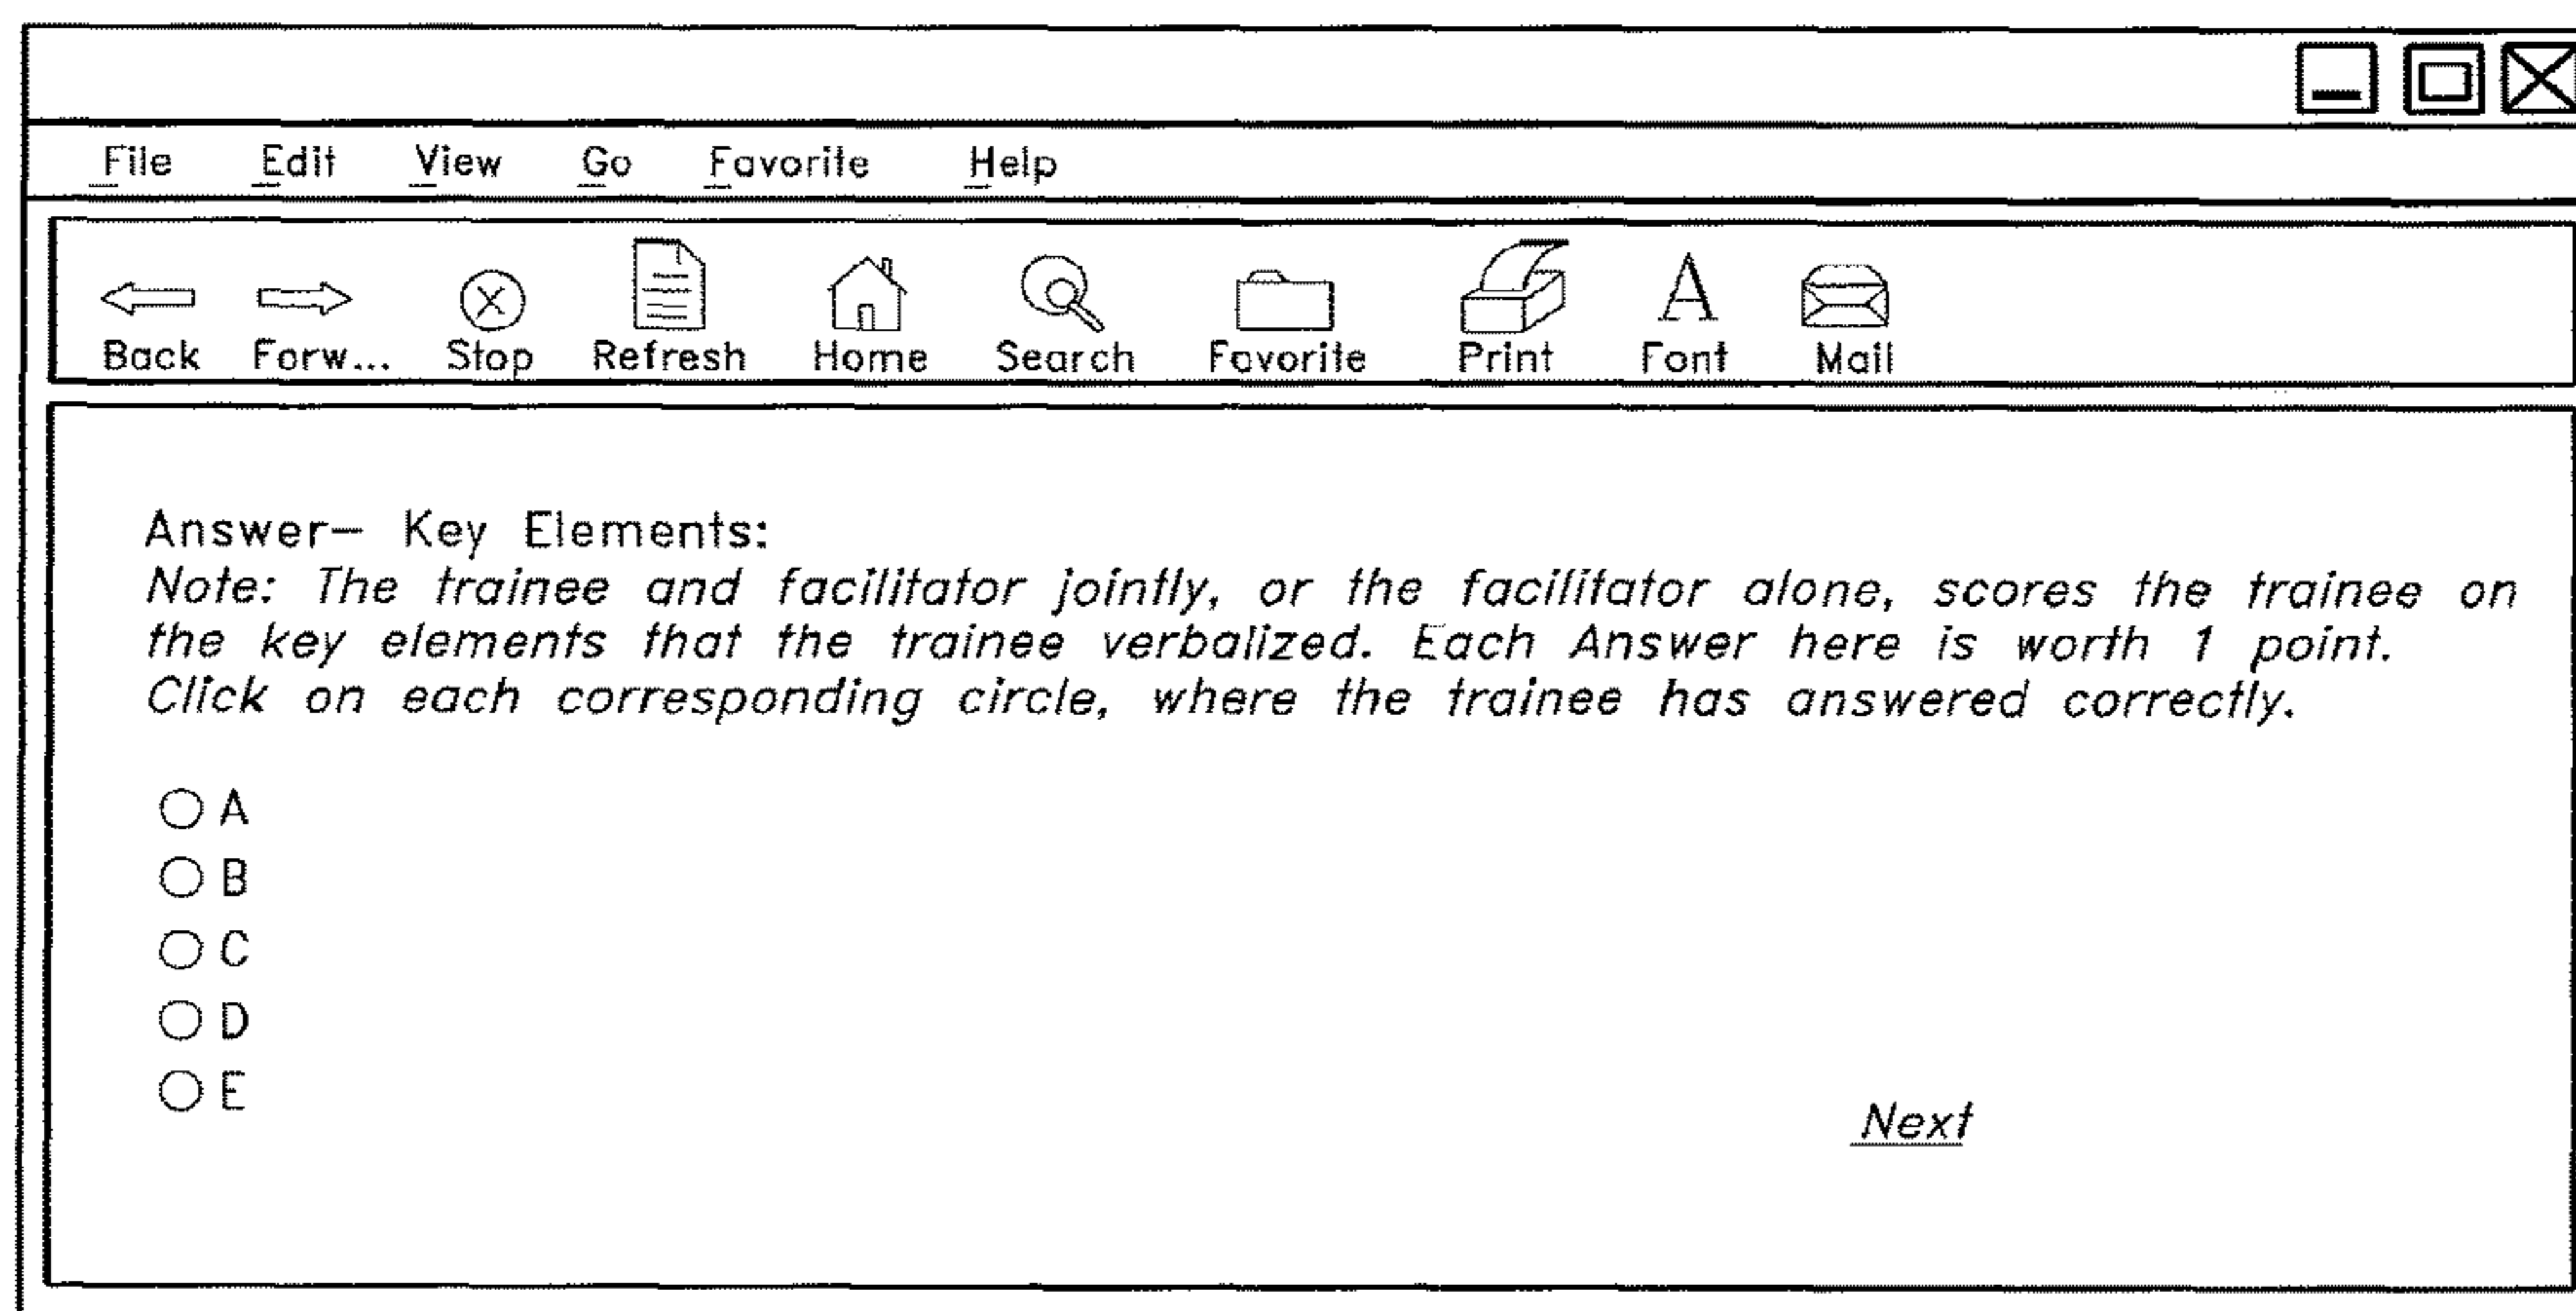 File Edit View Go Favorite Help
Back Forw... Stop Refresh Home Search Favorite Print Font Mail
Answer– Key Elements:
Note: The trainee and facilitator jointly, or the facilitator alone, scores the trainee on
the key elements that the trainee verbalized. Each Answer here is worth 1 point.
Click on each corresponding circle, where the trainee has answered correctly.
A
B
C
D
E
Next